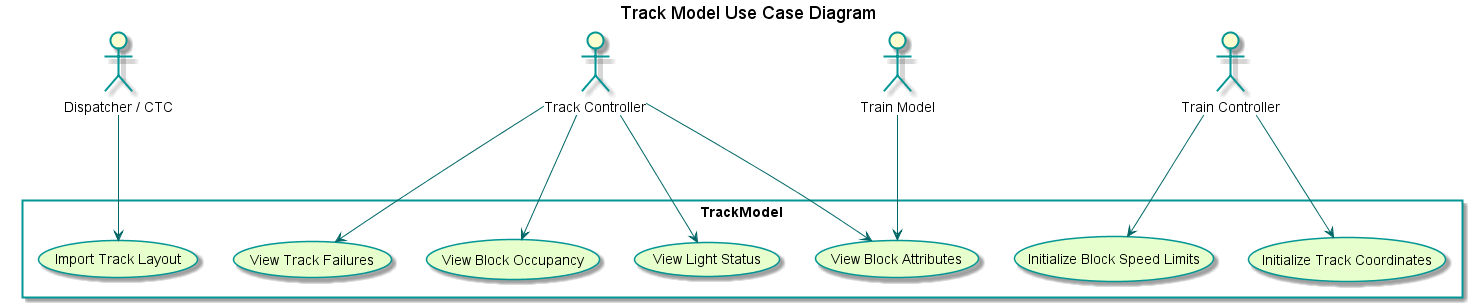 Track Model Use Case Diagram
Dispatcher / CTC
Track Controller
Train Model
Train Controller
TrackModel
Import Track Layout
View Track Failures
View Block Occupancy
View Light Status
View Block Attributes
Initialize Block Speed Limits
Initialize Track Coordinates